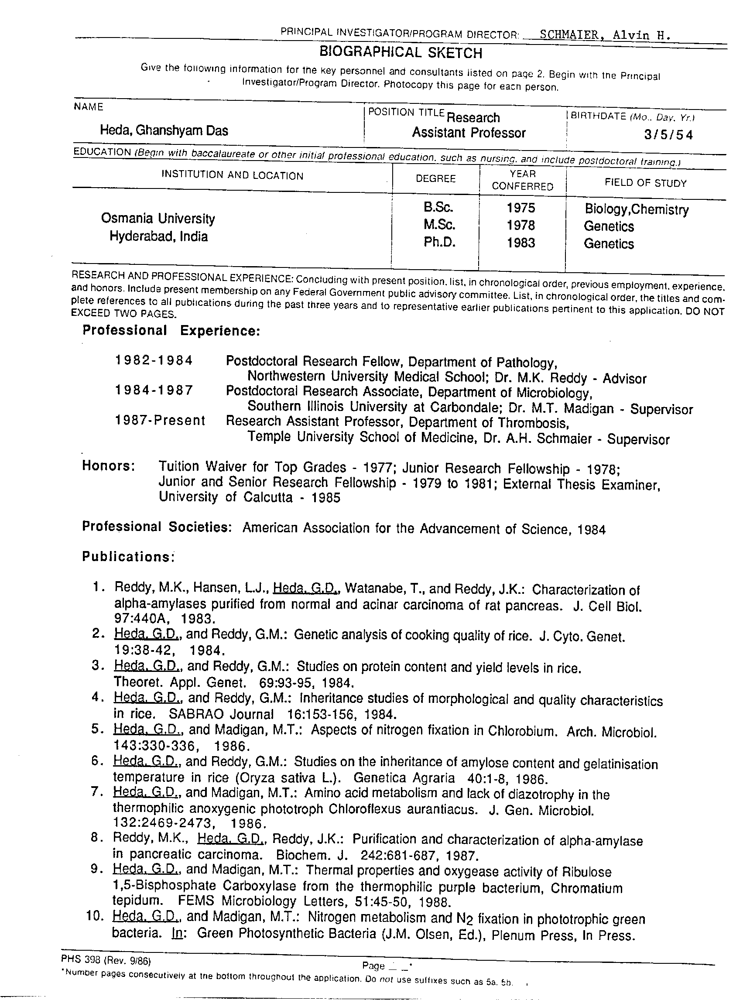 PRINCIPAL INVESTIGATOR/PROGRAM DIRECTOR: SCHMAIER, Alvin H.
BIOGRAPHICAL SKETCH
Give the following information for the key personnel and consultants listed on page 2. Begin with the Principal
Investigator/Program Director. Photocopy this page for each person.
NAME POSITION TITLE Research BIRTHDATE (Mo., Day, Yr.)
Heda, Ghanshyam Das Assistant Professor 3/5/54
EDUCATION (Begin with baccalaureate or other initial professional education, such as nursing, and include postdoctoral training.)
INSTITUTION AND LOCATION DEGREE YEAR CONFERRED FIELD OF STUDY
B.Sc. 1975 Biology,Chemistry
Osmania University M.Sc. 1978 Genetics
Hyderabad, India Ph.D. 1983 Genetics
RESEARCH AND PROFESSIONAL EXPERIENCE: Concluding with present position, list, in chronological order, previous employment, experience,
and honors. Include present membership on any Federal Government public advisory committee. List, in chronological order, the titles and com-
plete references to all publications during the past three years and to representative earlier publications pertinent to this application. DO NOT
EXCEED TWO PAGES.
Professional Experience:
1982-1984 Postdoctoral Research Fellow, Department of Pathology,
Northwestern University Medical School; Dr. M.K. Reddy - Advisor
1984-1987 Postdoctoral Research Associate, Department of Microbiology,
Southern Illinois University at Carbondale; Dr. M.T. Madigan - Supervisor
1987-Present Research Assistant Professor, Department of Thrombosis,
Temple University School of Medicine, Dr. A.H. Schmaier - Supervisor
Honors: Tuition Waiver for Top Grades - 1977; Junior Research Fellowship - 1978;
Junior and Senior Research Fellowship - 1979 to 1981; External Thesis Examiner,
University of Calcutta - 1985
Professional Societies: American Association for the Advancement of Science, 1984
Publications:
1. Reddy, M.K., Hansen, L.J., Heda, G.D., Watanabe, T., and Reddy, J.K.: Characterization of
alpha-amylases purified from normal and acinar carcinoma of rat pancreas. J. Cell Biol.
97:440A, 1983.
2. Heda, G.D., and Reddy, G.M.: Genetic analysis of cooking quality of rice. J. Cyto. Genet.
19:38-42, 1984.
3. Heda, G.D., and Reddy, G.M.: Studies on protein content and yield levels in rice.
Theoret. Appl. Genet. 69:93-95, 1984.
4. Heda, G.D., and Reddy, G.M.: Inheritance studies of morphological and quality characteristics
in rice. SABRAO Journal 16:153-156, 1984.
5. Heda, G.D., and Madigan, M.T.: Aspects of nitrogen fixation in Chlorobium. Arch. Microbiol.
143:330-336, 1986.
6. Heda, G.D., and Reddy, G.M.: Studies on the inheritance of amylose content and gelatinisation
temperature in rice (Oryza sativa L.). Genetica Agraria 40:1-8, 1986.
7. Heda, G.D., and Madigan, M.T.: Amino acid metabolism and lack of diazotrophy in the
thermophilic anoxygenic phototroph Chloroflexus aurantiacus. J. Gen. Microbiol.
132:2469-2473, 1986.
8. Reddy, M.K., Heda, G.D., Reddy, J.K.: Purification and characterization of alpha-amylase
in pancreatic carcinoma. Biochem. J. 242:681-687, 1987.
9. Heda, G.D., and Madigan, M.T.: Thermal properties and oxygease activity of Ribulose
1,5-Bisphosphate Carboxylase from the thermophilic purple bacterium, Chromatium
tepidum. FEMS Microbiology Letters, 51:45-50, 1988.
10. Heda, G.D., and Madigan, M.T.: Nitrogen metabolism and N2 fixation in phototrophic green
bacteria. In: Green Photosynthetic Bacteria (J.M. Olsen, Ed.), Plenum Press, In Press.
PHS 398 (Rev. 9/86) Page __*
*Number pages consecutively at the bottom throughout the application. Do not use suffixes such as 5a, 5b.